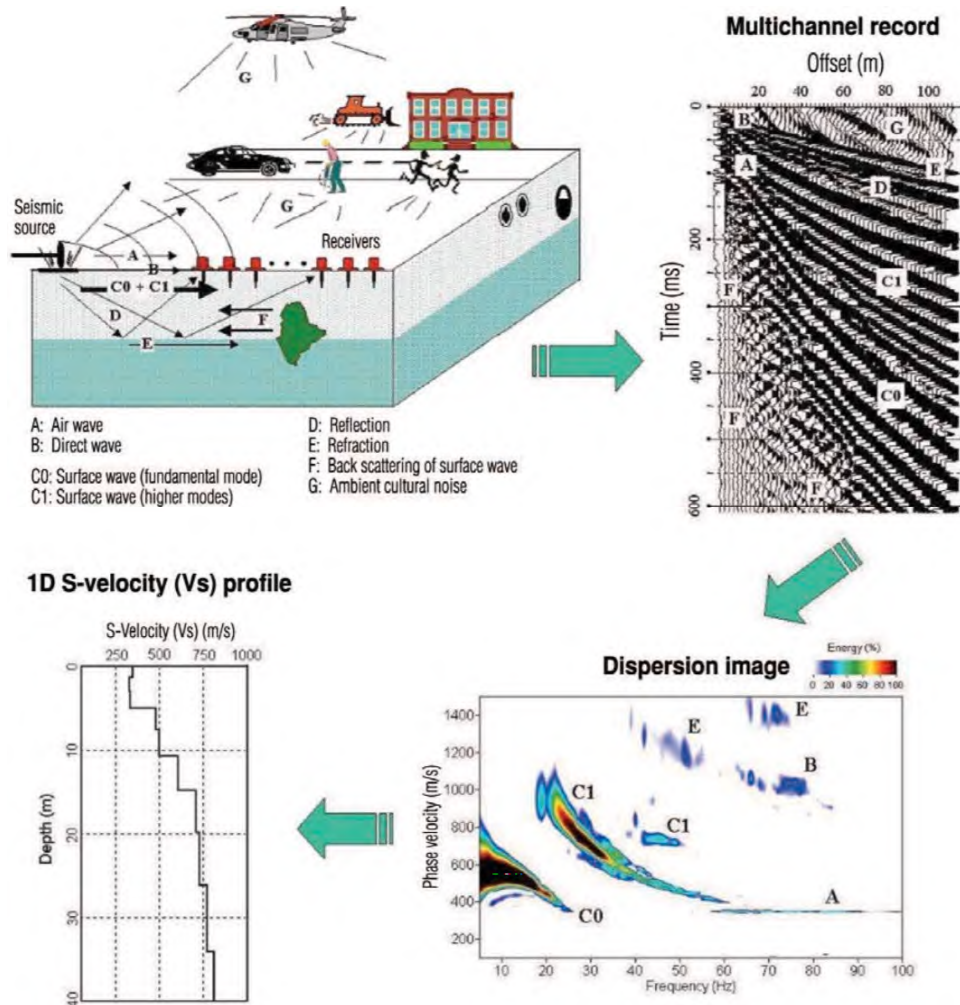 G
Seismic
source
A
B
C0 + C1
D
E
F
G
Receivers
A: Air wave
B: Direct wave
C0: Surface wave (fundamental mode)
C1: Surface wave (higher modes)
D: Reflection
E: Refraction
F: Back scattering of surface wave
G: Ambient cultural noise
Multichannel record
Offset (m)
20 40 60 80 100
Time (ms)
0
200
400
600
B
G
A
E
D
F
C1
C0
F
F
Dispersion image
Energy (%)
0 20 40 60 80 100
Phase velocity (m/s)
1400
1200
1000
800
600
400
200
E
E
B
C1
C1
C0
A
10 20 30 40 50 60 70 80 90 100
Frequency (Hz)
1D S-velocity (Vs) profile
S-Velocity (Vs) (m/s)
250 500 750 1000
Depth (m)
0
10
20
30
40